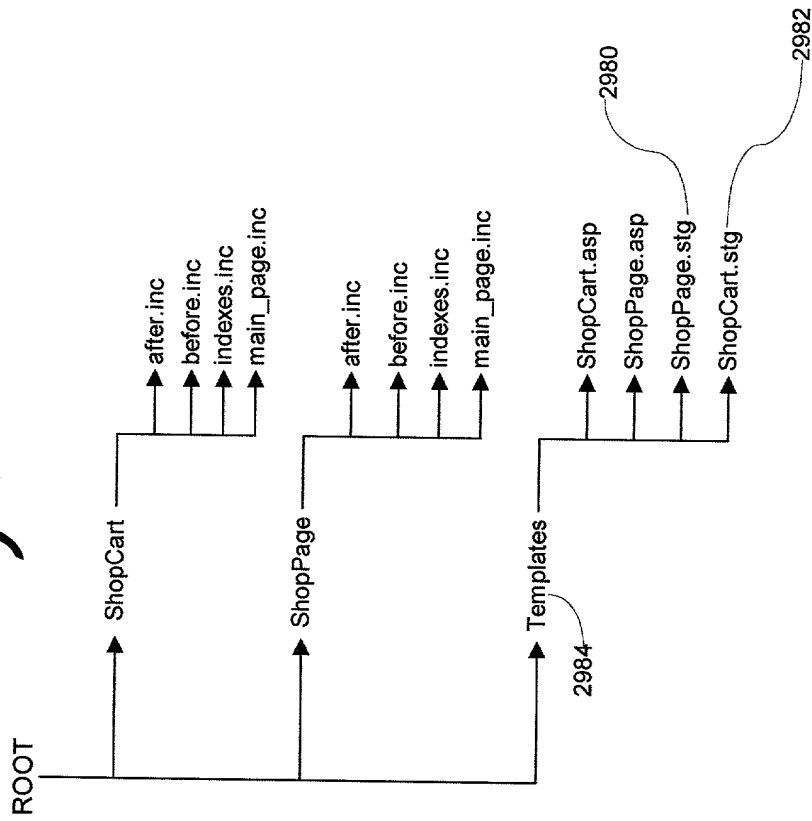 ROOT
ShopCart
after.inc
before.inc
indexes.inc
main_page.inc
ShopPage
after.inc
before.inc
indexes.inc
main_page.inc
Templates
2984
ShopCart.asp
ShopPage.asp
ShopPage.stg
2980
ShopCart.stg
2982